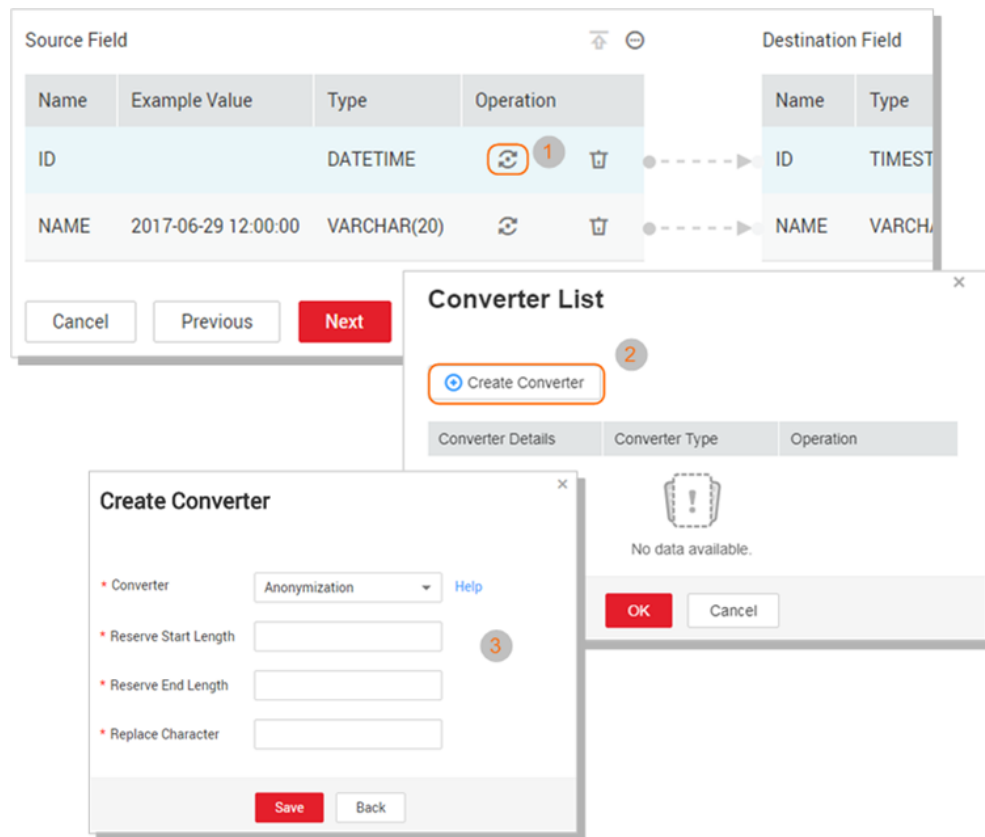 Source Field
Destination Field
Name Example Value Type Operation
Name Type
ID DATETIME 1
ID TIMEST
NAME 2017-06-29 12:00:00 VARCHAR(20)
NAME VARCHA
Cancel Previous Next
Converter List
2
Create Converter
Converter Details Converter Type Operation
No data available.
OK Cancel
Create Converter
* Converter Anonymization Help
* Reserve Start Length
3
* Reserve End Length
* Replace Character
Save Back